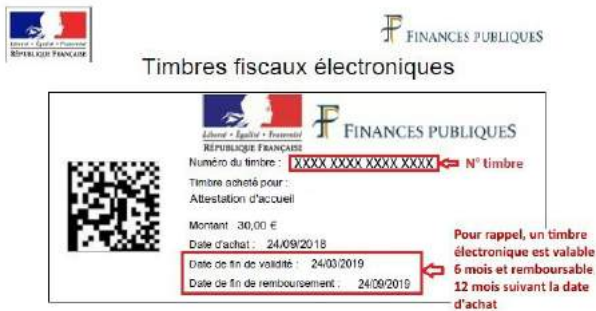 Liberté • Égalité • Fraternité
RÉPUBLIQUE FRANÇAISE
FINANCES PUBLIQUES
Timbres fiscaux électroniques
Liberté • Égalité • Fraternité
RÉPUBLIQUE FRANÇAISE
FINANCES PUBLIQUES
Numéro du timbre : XXXX XXXX XXXX XXXX
N° timbre
Timbre acheté pour :
Attestation d'accueil
Montant 30,00 €
Date d'achat : 24/09/2018
Date de fin de validité : 24/03/2019
Date de fin de remboursement : 24/09/2019
Pour rappel, un timbre
électronique est valable
6 mois et remboursable
12 mois suivant la date
d'achat